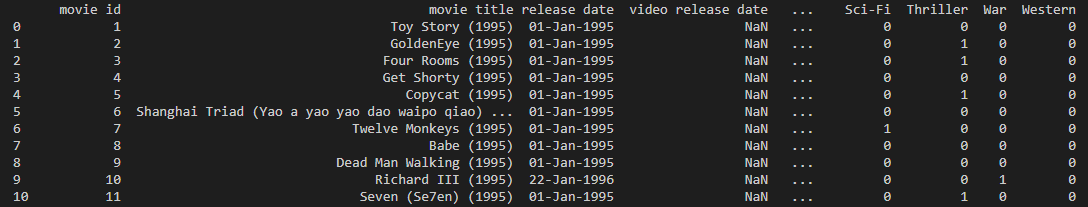 movie id movie title release date video release date ... Sci-Fi Thriller War Western
0 1 Toy Story (1995) 01-Jan-1995 NaN ... 0 0 0 0
1 2 GoldenEye (1995) 01-Jan-1995 NaN ... 0 1 0 0
2 3 Four Rooms (1995) 01-Jan-1995 NaN ... 0 1 0 0
3 4 Get Shorty (1995) 01-Jan-1995 NaN ... 0 0 0 0
4 5 Copycat (1995) 01-Jan-1995 NaN ... 0 1 0 0
5 6 Shanghai Triad (Yao a yao yao dao waipo qiao) ... 01-Jan-1995 NaN ... 0 0 0 0
6 7 Twelve Monkeys (1995) 01-Jan-1995 NaN ... 1 0 0 0
7 8 Babe (1995) 01-Jan-1995 NaN ... 0 0 0 0
8 9 Dead Man Walking (1995) 01-Jan-1995 NaN ... 0 0 0 0
9 10 Richard III (1995) 22-Jan-1996 NaN ... 0 0 1 0
10 11 Seven (Se7en) (1995) 01-Jan-1995 NaN ... 0 1 0 0